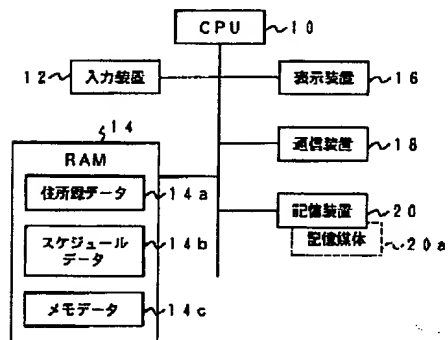 CPU
10
12
入力装置
表示装置
16
14
RAM
通信装置
18
住所録データ
14a
記憶装置
20
スケジュール
データ
14b
記憶媒体
20a
メモデータ
14c